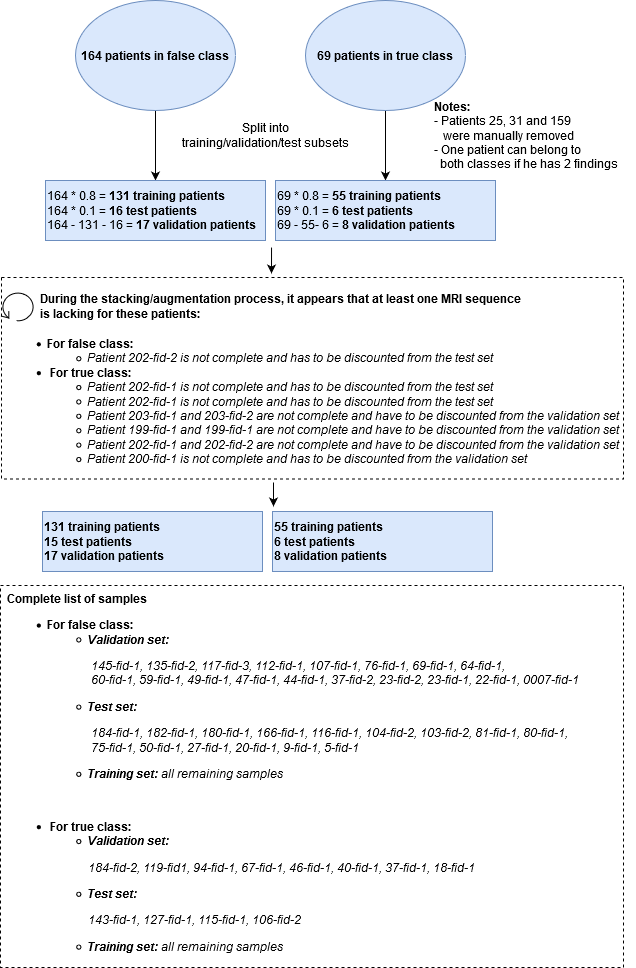 164 patients in false class
69 patients in true class
Notes:
- Patients 25, 31 and 159
were manually removed
- One patient can belong to
both classes if he has 2 findings
Split into
training/validation/test subsets
164 * 0.8 = 131 training patients
164 * 0.1 = 16 test patients
164 - 131 - 16 = 17 validation patients
69 * 0.8 = 55 training patients
69 * 0.1 = 6 test patients
69 - 55- 6 = 8 validation patients
During the stacking/augmentation process, it appears that at least one MRI sequence
is lacking for these patients:
• For false class:
Patient 202-fid-2 is not complete and has to be discounted from the test set
• For true class:
Patient 202-fid-1 is not complete and has to be discounted from the test set
Patient 202-fid-1 is not complete and has to be discounted from the test set
Patient 203-fid-1 and 203-fid-2 are not complete and have to be discounted from the validation set
Patient 199-fid-1 and 199-fid-1 are not complete and have to be discounted from the validation set
Patient 202-fid-1 and 202-fid-2 are not complete and have to be discounted from the validation set
Patient 200-fid-1 is not complete and has to be discounted from the validation set
131 training patients
15 test patients
17 validation patients
55 training patients
6 test patients
8 validation patients
Complete list of samples
• For false class:
Validation set:
145-fid-1, 135-fid-2, 117-fid-3, 112-fid-1, 107-fid-1, 76-fid-1, 69-fid-1, 64-fid-1,
60-fid-1, 59-fid-1, 49-fid-1, 47-fid-1, 44-fid-1, 37-fid-2, 23-fid-2, 23-fid-1, 22-fid-1, 0007-fid-1
Test set:
184-fid-1, 182-fid-1, 180-fid-1, 166-fid-1, 116-fid-1, 104-fid-2, 103-fid-2, 81-fid-1, 80-fid-1,
75-fid-1, 50-fid-1, 27-fid-1, 20-fid-1, 9-fid-1, 5-fid-1
Training set: all remaining samples
• For true class:
Validation set:
184-fid-2, 119-fid1, 94-fid-1, 67-fid-1, 46-fid-1, 40-fid-1, 37-fid-1, 18-fid-1
Test set:
143-fid-1, 127-fid-1, 115-fid-1, 106-fid-2
Training set: all remaining samples